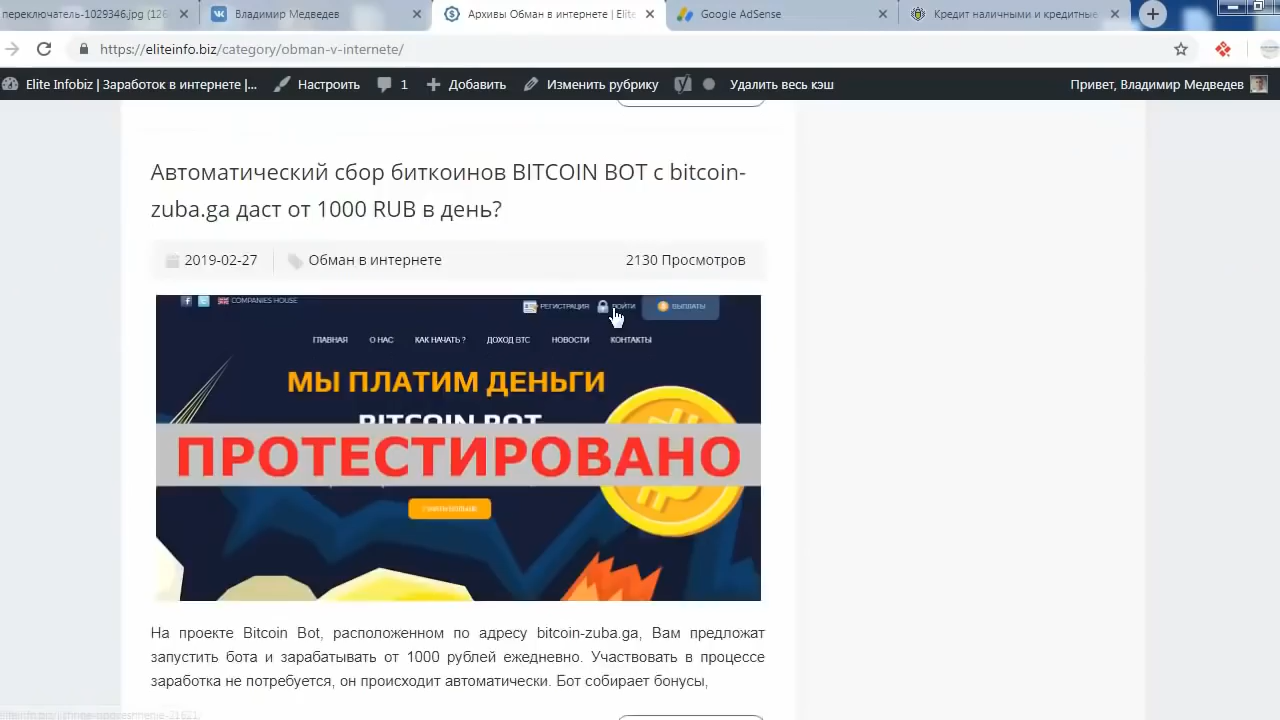 переключатель-1029346.jpg (126
Владимир Медведев
Архивы Обман в интернете | Elite
Google AdSense
Кредит наличными и кредитные
https://eliteinfo.biz/category/obman-v-internete/
Elite Infobiz | Заработок в интернете |...
Настроить
1
Добавить
Изменить рубрику
Удалить весь кэш
Привет, Владимир Медведев
Автоматический сбор биткоинов BITCOIN BOT с bitcoin-
zuba.ga даст от 1000 RUB в день?
2019-02-27
Обман в интернете
2130 Просмотров
COMPANIES HOUSE
РЕГИСТРАЦИЯ
ВОЙТИ
ВЫПЛАТЫ
ГЛАВНАЯ
О НАС
КАК НАЧАТЬ ?
ДОХОД BTC
НОВОСТИ
КОНТАКТЫ
МЫ ПЛАТИМ ДЕНЬГИ
BITCOIN BOT
ПРОТЕСТИРОВАНО
На проекте Bitcoin Bot, расположенном по адресу bitcoin-zuba.ga, Вам предложат
запустить бота и зарабатывать от 1000 рублей ежедневно. Участвовать в процессе
заработка не потребуется, он происходит автоматически. Бот собирает бонусы,